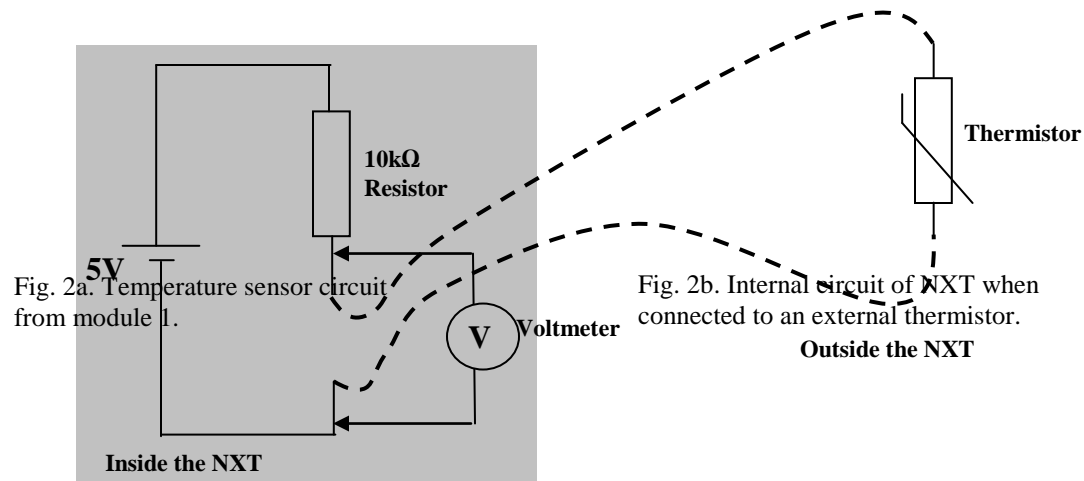 Thermistor
10kΩ
Resistor
5V
Fig. 2a. Temperature sensor circuit
from module 1.
Fig. 2b. Internal circuit of NXT when
connected to an external thermistor.
V
Voltmeter
Outside the NXT
Inside the NXT